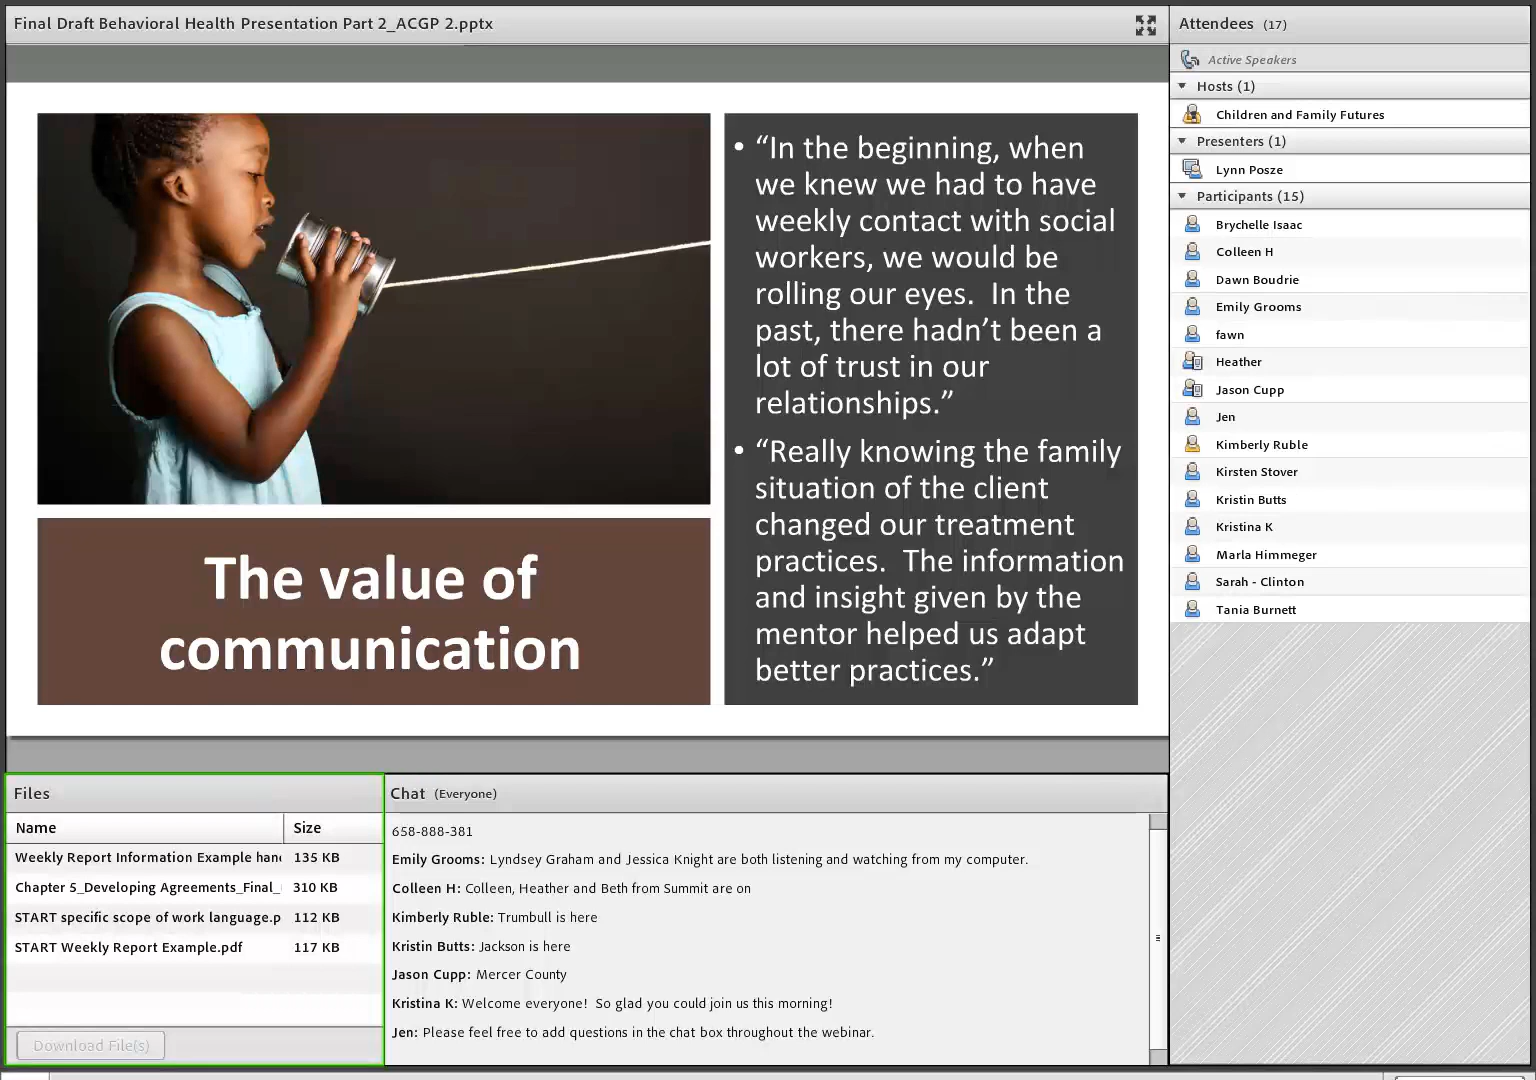 Final Draft Behavioral Health Presentation Part 2_ACGP 2.pptx
The value of
communication
• “In the beginning, when
we knew we had to have
weekly contact with social
workers, we would be
rolling our eyes.  In the
past, there hadn’t been a
lot of trust in our
relationships.”
• “Really knowing the family
situation of the client
changed our treatment
practices.  The information
and insight given by the
mentor helped us adapt
better practices.”
Files
Name Size
Weekly Report Information Example 135 KB
Chapter 5_Developing Agreements_Final_ 310 KB
START specific scope of work language.p 112 KB
START Weekly Report Example.pdf 117 KB
Download File(s)
Chat (Everyone)
658-888-381
Emily Grooms: Lyndsey Graham and Jessica Knight are both listening and watching from my computer.
Colleen H: Colleen, Heather and Beth from Summit are on
Kimberly Ruble: Trumbull is here
Kristin Butts: Jackson is here
Jason Cupp: Mercer County
Kristina K: Welcome everyone!  So glad you could join us this morning!
Jen: Please feel free to add questions in the chat box throughout the webinar.
Attendees (17)
Active Speakers
Hosts (1)
Children and Family Futures
Presenters (1)
Lynn Posze
Participants (15)
Brychelle Isaac
Colleen H
Dawn Boudrie
Emily Grooms
fawn
Heather
Jason Cupp
Jen
Kimberly Ruble
Kirsten Stover
Kristin Butts
Kristina K
Marla Himmeger
Sarah - Clinton
Tania Burnett